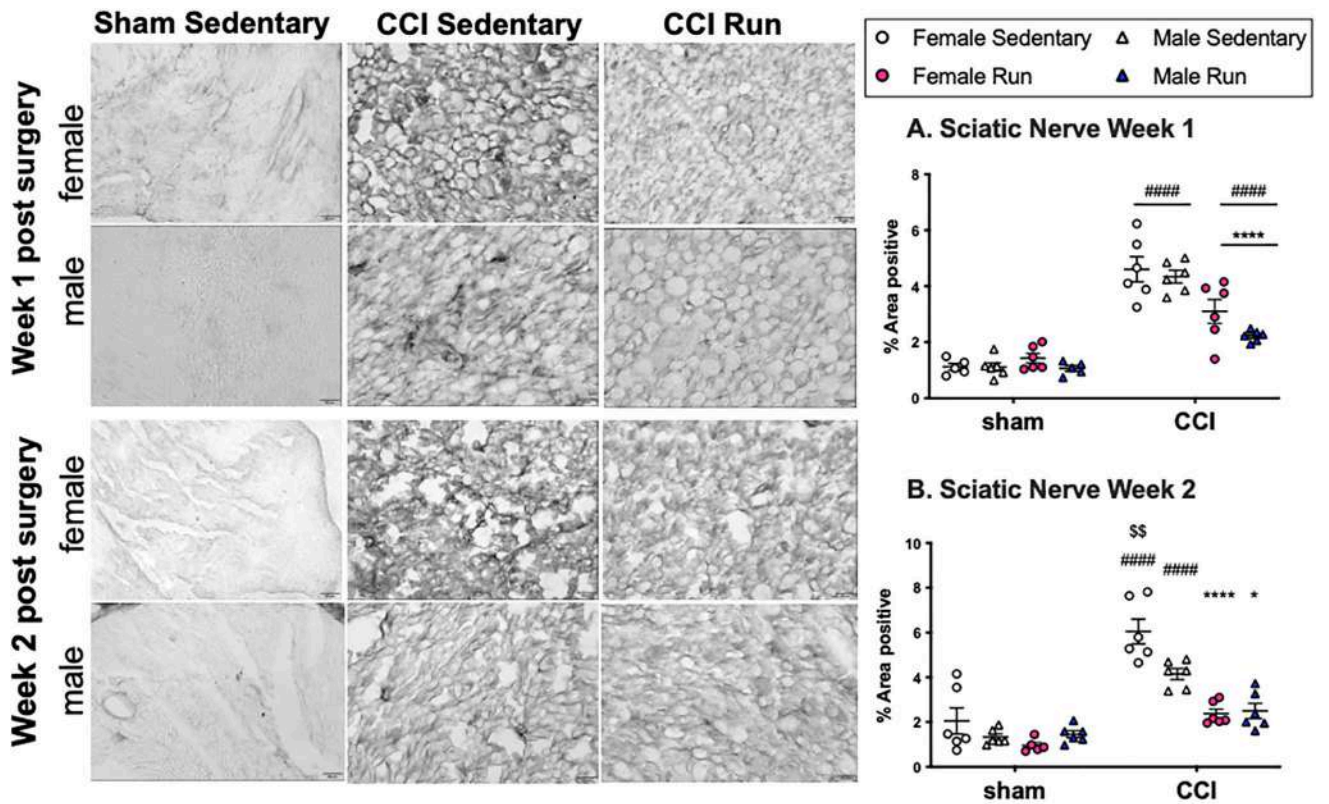 Sham Sedentary CCI Sedentary CCI Run
Week 1 post surgery
female
male
Week 2 post surgery
female
male
Female Sedentary Male Sedentary
Female Run Male Run
A. Sciatic Nerve Week 1
% Area positive
8
6
4
2
0
#### ####
****
sham CCI
B. Sciatic Nerve Week 2
% Area positive
10
8
6
4
2
0
$$
#### ####
**** *
sham CCI